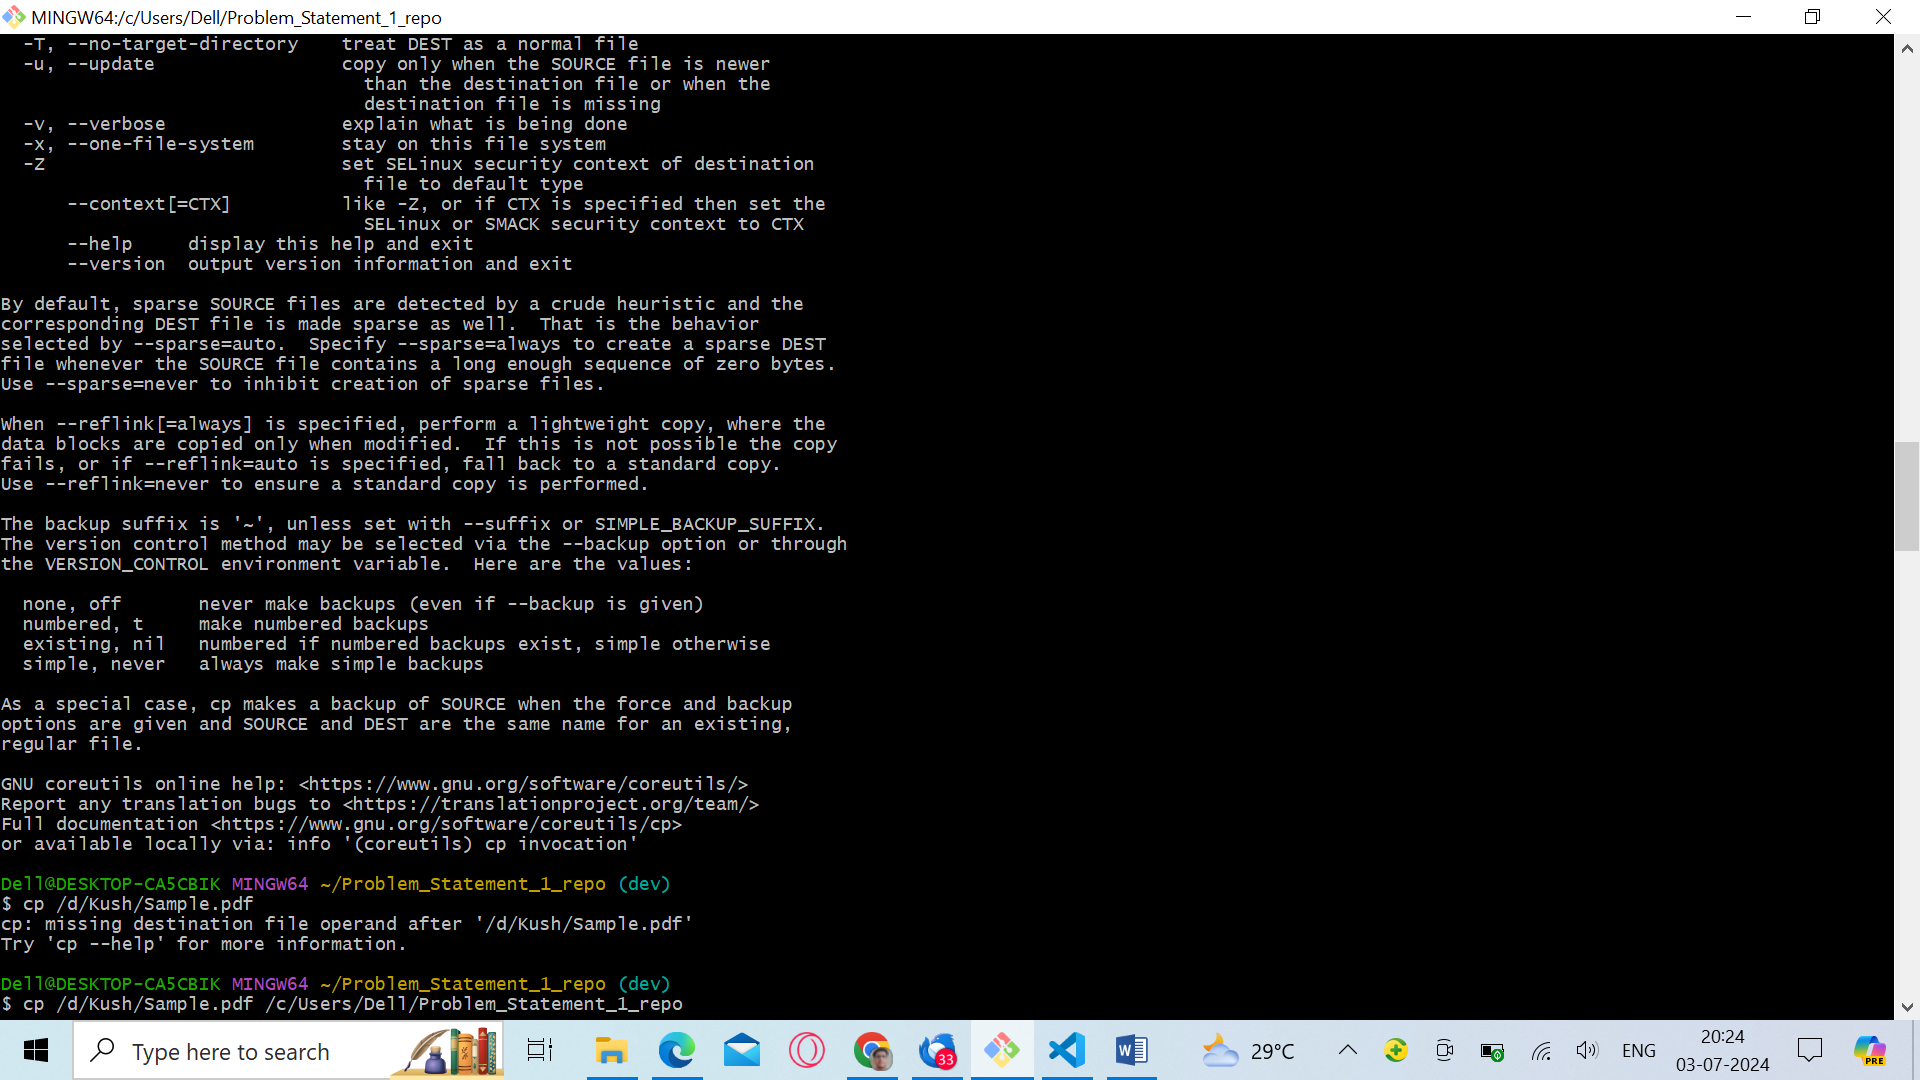 MINGW64:/c/Users/Dell/Problem_Statement_1_repo
  -T, --no-target-directory    treat DEST as a normal file
  -u, --update                 copy only when the SOURCE file is newer
                                 than the destination file or when the
                                 destination file is missing
  -v, --verbose                explain what is being done
  -x, --one-file-system        stay on this file system
  -Z                           set SELinux security context of destination
                                 file to default type
      --context[=CTX]          like -Z, or if CTX is specified then set the
                                 SELinux or SMACK security context to CTX
      --help     display this help and exit
      --version  output version information and exit
By default, sparse SOURCE files are detected by a crude heuristic and the
corresponding DEST file is made sparse as well.  That is the behavior
selected by --sparse=auto.  Specify --sparse=always to create a sparse DEST
file whenever the SOURCE file contains a long enough sequence of zero bytes.
Use --sparse=never to inhibit creation of sparse files.
When --reflink[=always] is specified, perform a lightweight copy, where the
data blocks are copied only when modified.  If this is not possible the copy
fails, or if --reflink=auto is specified, fall back to a standard copy.
Use --reflink=never to ensure a standard copy is performed.
The backup suffix is '~', unless set with --suffix or SIMPLE_BACKUP_SUFFIX.
The version control method may be selected via the --backup option or through
the VERSION_CONTROL environment variable.  Here are the values:
  none, off       never make backups (even if --backup is given)
  numbered, t     make numbered backups
  existing, nil   numbered if numbered backups exist, simple otherwise
  simple, never   always make simple backups
As a special case, cp makes a backup of SOURCE when the force and backup
options are given and SOURCE and DEST are the same name for an existing,
regular file.
GNU coreutils online help: <https://www.gnu.org/software/coreutils/>
Report any translation bugs to <https://translationproject.org/team/>
Full documentation <https://www.gnu.org/software/coreutils/cp>
or available locally via: info '(coreutils) cp invocation'
Dell@DESKTOP-CA5CBIK MINGW64 ~/Problem_Statement_1_repo (dev)
$ cp /d/Kush/Sample.pdf
cp: missing destination file operand after '/d/Kush/Sample.pdf'
Try 'cp --help' for more information.
Dell@DESKTOP-CA5CBIK MINGW64 ~/Problem_Statement_1_repo (dev)
$ cp /d/Kush/Sample.pdf /c/Users/Dell/Problem_Statement_1_repo
Type here to search
33
W
29°C
ENG
20:24
03-07-2024
PRE